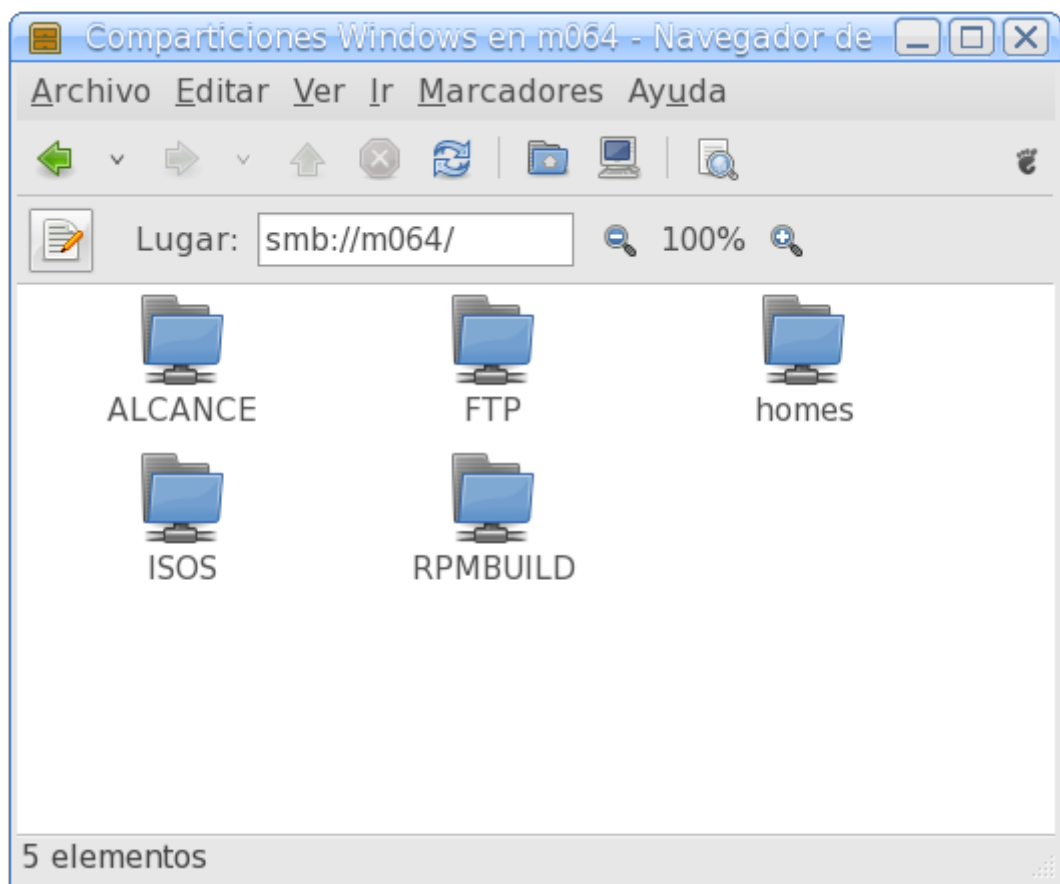 Comparticiones Windows en m064 - Navegador de
Archivo Editar Ver Ir Marcadores Ayuda
Lugar: smb://m064/ 100%
ALCANCE FTP homes
ISOS RPMBUILD
5 elementos